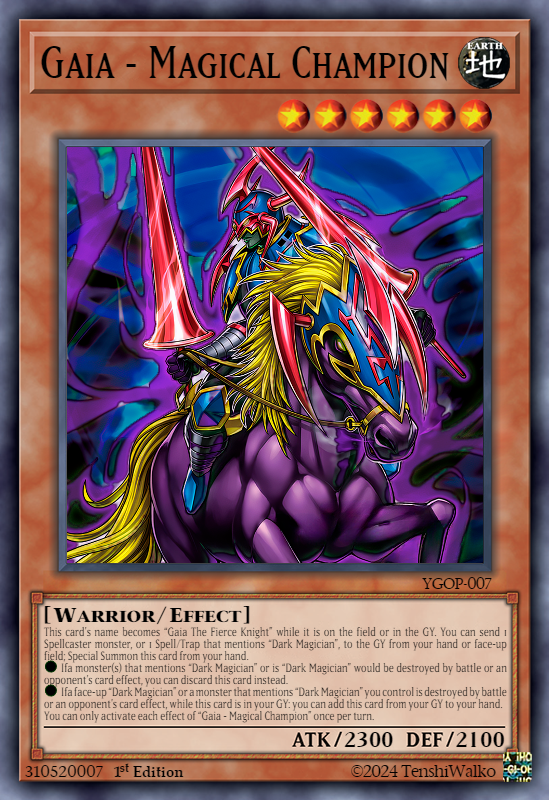 Gaia - Magical Champion
EARTH
地
YGOP-007
[Warrior/Effect]
This card's name becomes "Gaia The Fierce Knight" while it is on the field or in the GY. You can send 1
Spellcaster monster, or 1 Spell/Trap that mentions "Dark Magician", to the GY from your hand or face-up
field; Special Summon this card from your hand.
● If a monster(s) that mentions "Dark Magician" or is "Dark Magician" would be destroyed by battle or an
opponent's card effect, you can discard this card instead.
● If a face-up "Dark Magician" or a monster that mentions "Dark Magician" you control is destroyed by battle
or an opponent's card effect, while this card is in your GY: you can add this card from your GY to your hand.
You can only activate each effect of "Gaia - Magical Champion" once per turn.
ATK/2300 DEF/2100
310520007 1st Edition ©2024 TenshiWalko